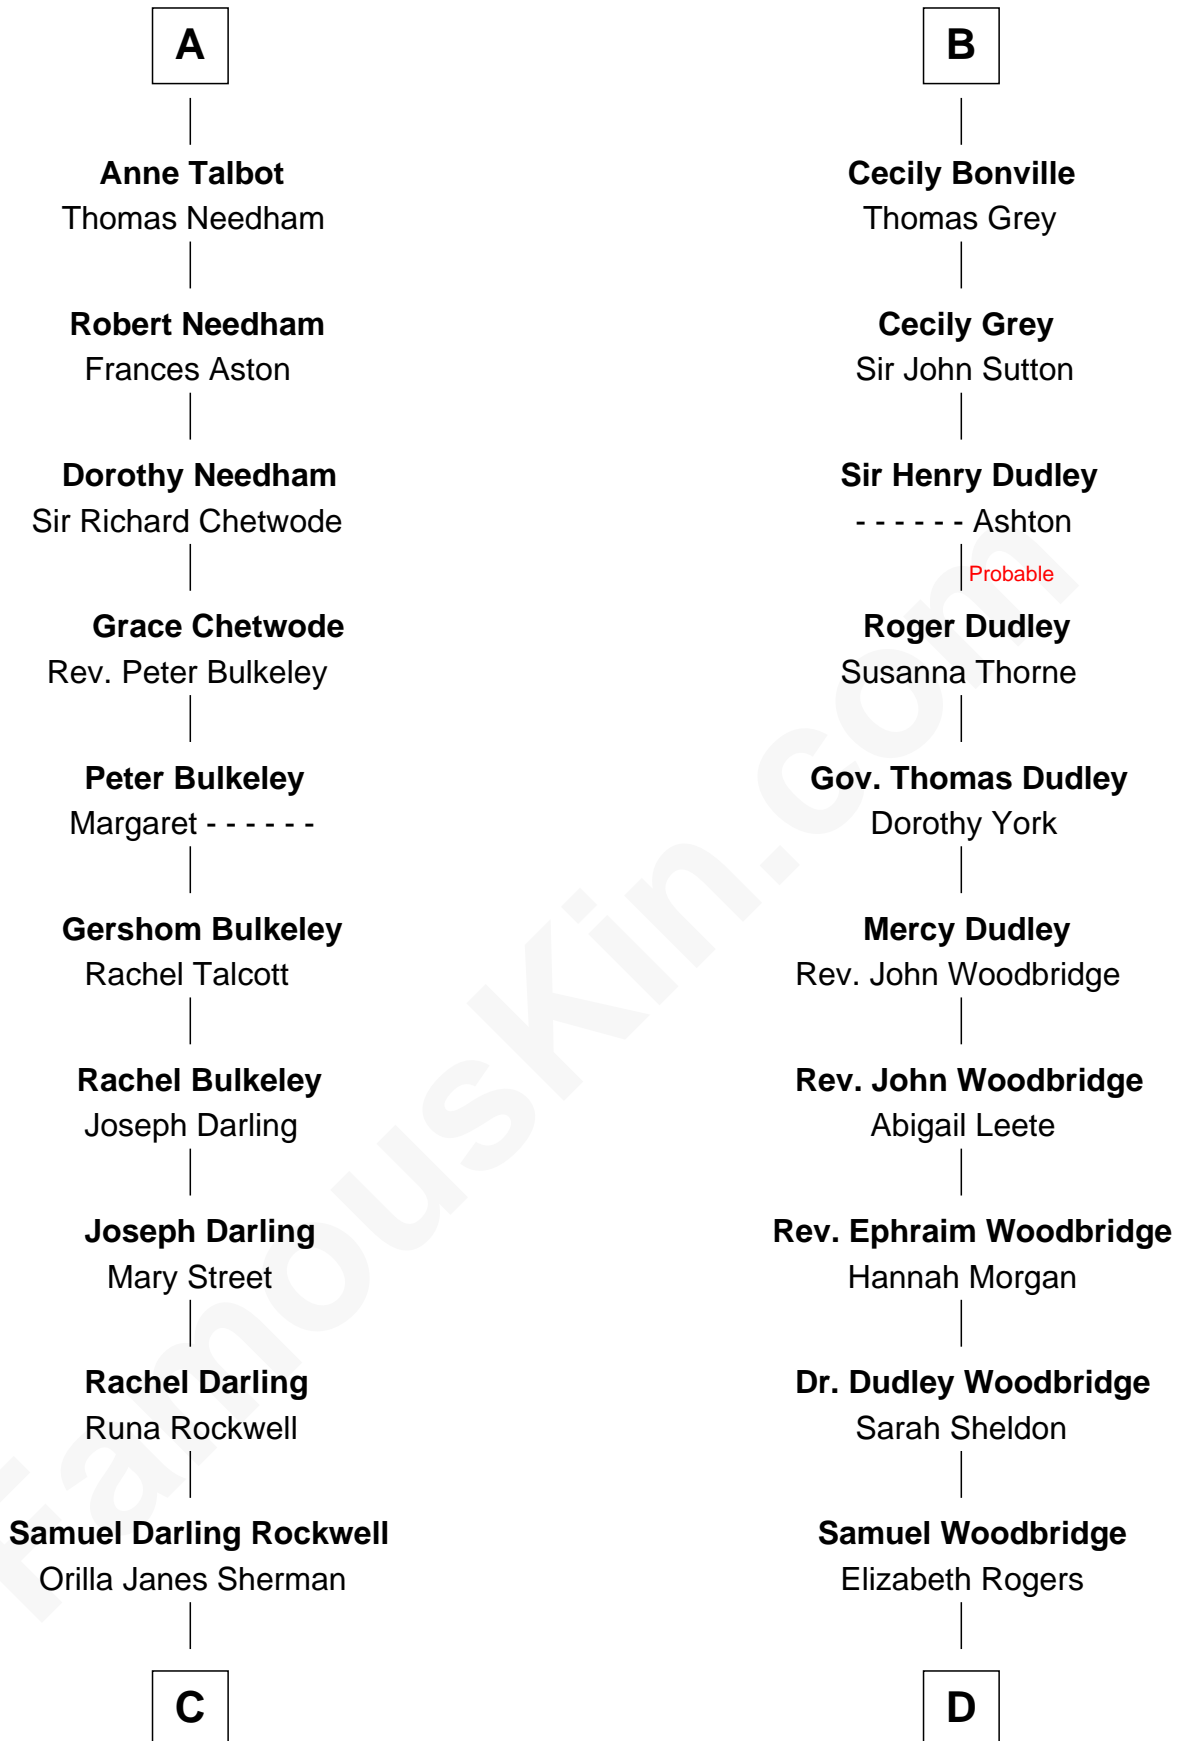 A
Anne Talbot
Thomas Needham
Robert Needham
Frances Aston
Dorothy Needham
Sir Richard Chetwode
Grace Chetwode
Rev. Peter Bulkeley
Peter Bulkeley
Margaret - - - - - -
Gershom Bulkeley
Rachel Talcott
Rachel Bulkeley
Joseph Darling
Joseph Darling
Mary Street
Rachel Darling
Runa Rockwell
Samuel Darling Rockwell
Orilla Janes Sherman
C
B
Cecily Bonville
Thomas Grey
Cecily Grey
Sir John Sutton
Sir Henry Dudley
- - - - - - Ashton
Probable
Roger Dudley
Susanna Thorne
Gov. Thomas Dudley
Dorothy York
Mercy Dudley
Rev. John Woodbridge
Rev. John Woodbridge
Abigail Leete
Rev. Ephraim Woodbridge
Hannah Morgan
Dr. Dudley Woodbridge
Sarah Sheldon
Samuel Woodbridge
Elizabeth Rogers
D
FamousKin.com